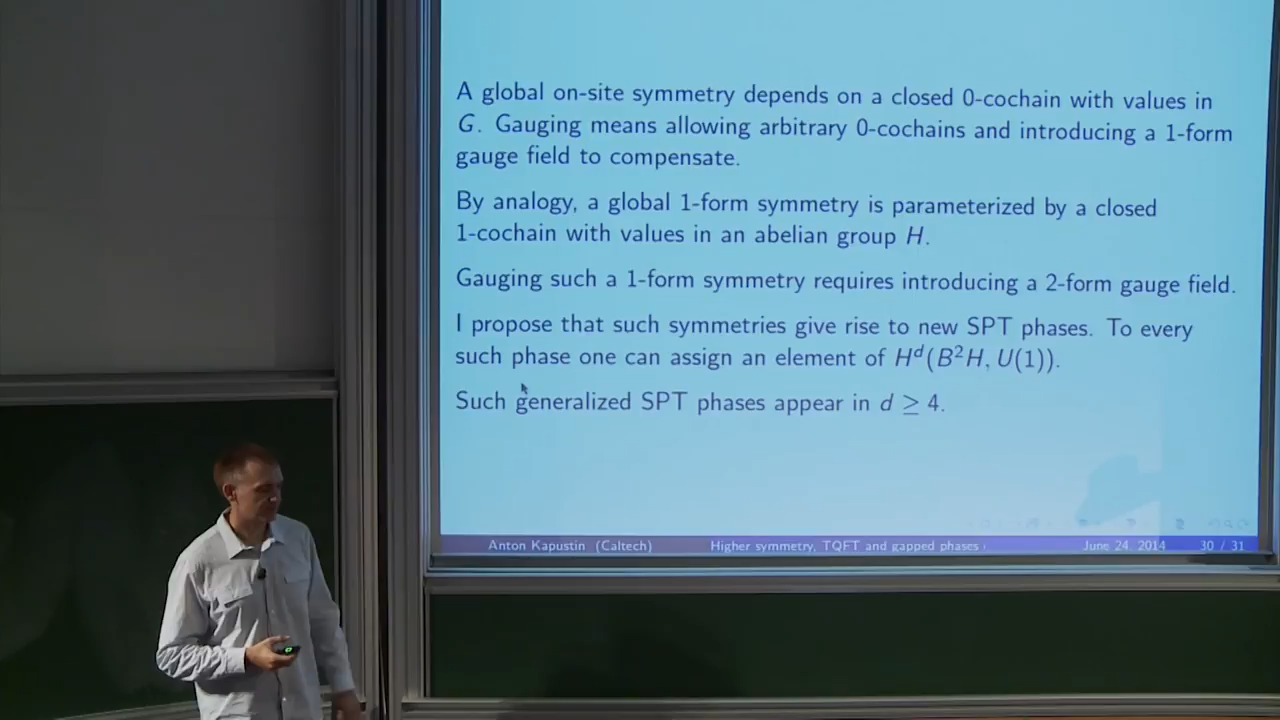 A global on-site symmetry depends on a closed 0-cochain with values in
G. Gauging means allowing arbitrary 0-cochains and introducing a 1-form
gauge field to compensate.
By analogy, a global 1-form symmetry is parameterized by a closed
1-cochain with values in an abelian group H.
Gauging such a 1-form symmetry requires introducing a 2-form gauge field.
I propose that such symmetries give rise to new SPT phases. To every
such phase one can assign an element of H^d(B²H, U(1)).
Such generalized SPT phases appear in d ≥ 4.
Anton Kapustin (Caltech) Higher symmetry, TQFT and gapped phases June 24, 2014 30 / 31